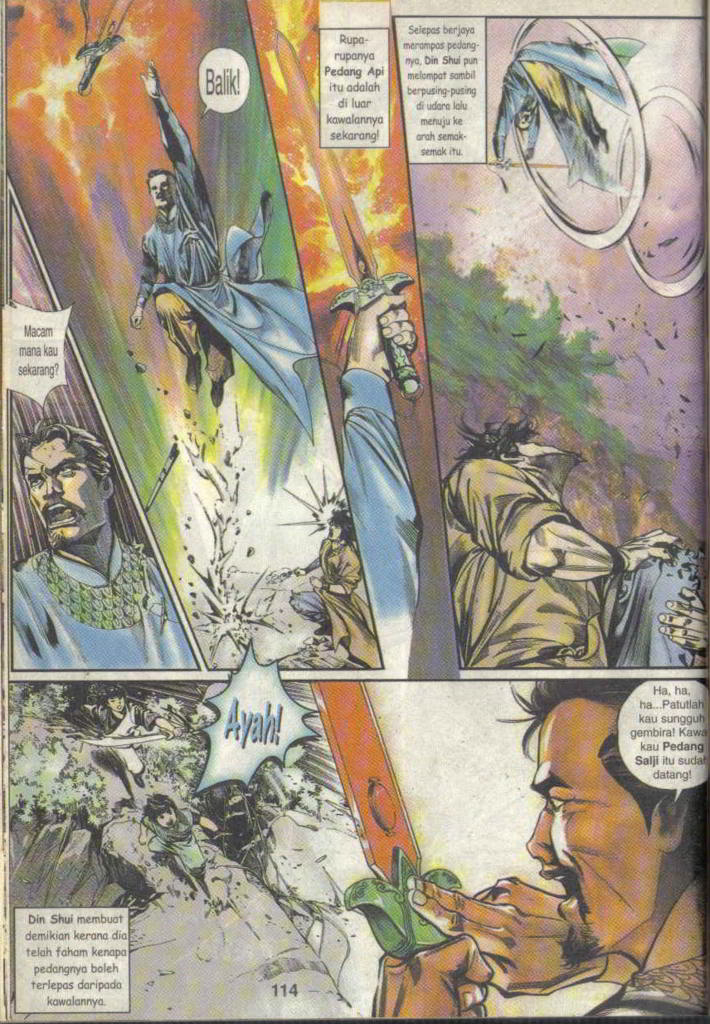 Balik!
Rupa-
rupanya
Pedang Api
itu adalah
di luar
kawalannya
sekarang!
Selepas berjaya
merampas pedang-
nya, Din Shui pun
melompat sambil
berpusing-pusing
di udara lalu
menuju ke
arah semak-
semak itu.
Macam
mana kau
sekarang?
Ayah!
Ha, ha,
ha...Patutlah
kau sungguh
gembira! Kawa
kau Pedang
Salji itu sudah
datang!
Din Shui membuat
demikian kerana dia
telah faham kenapa
pedangnya boleh
terlepas daripada
kawalannya.
114